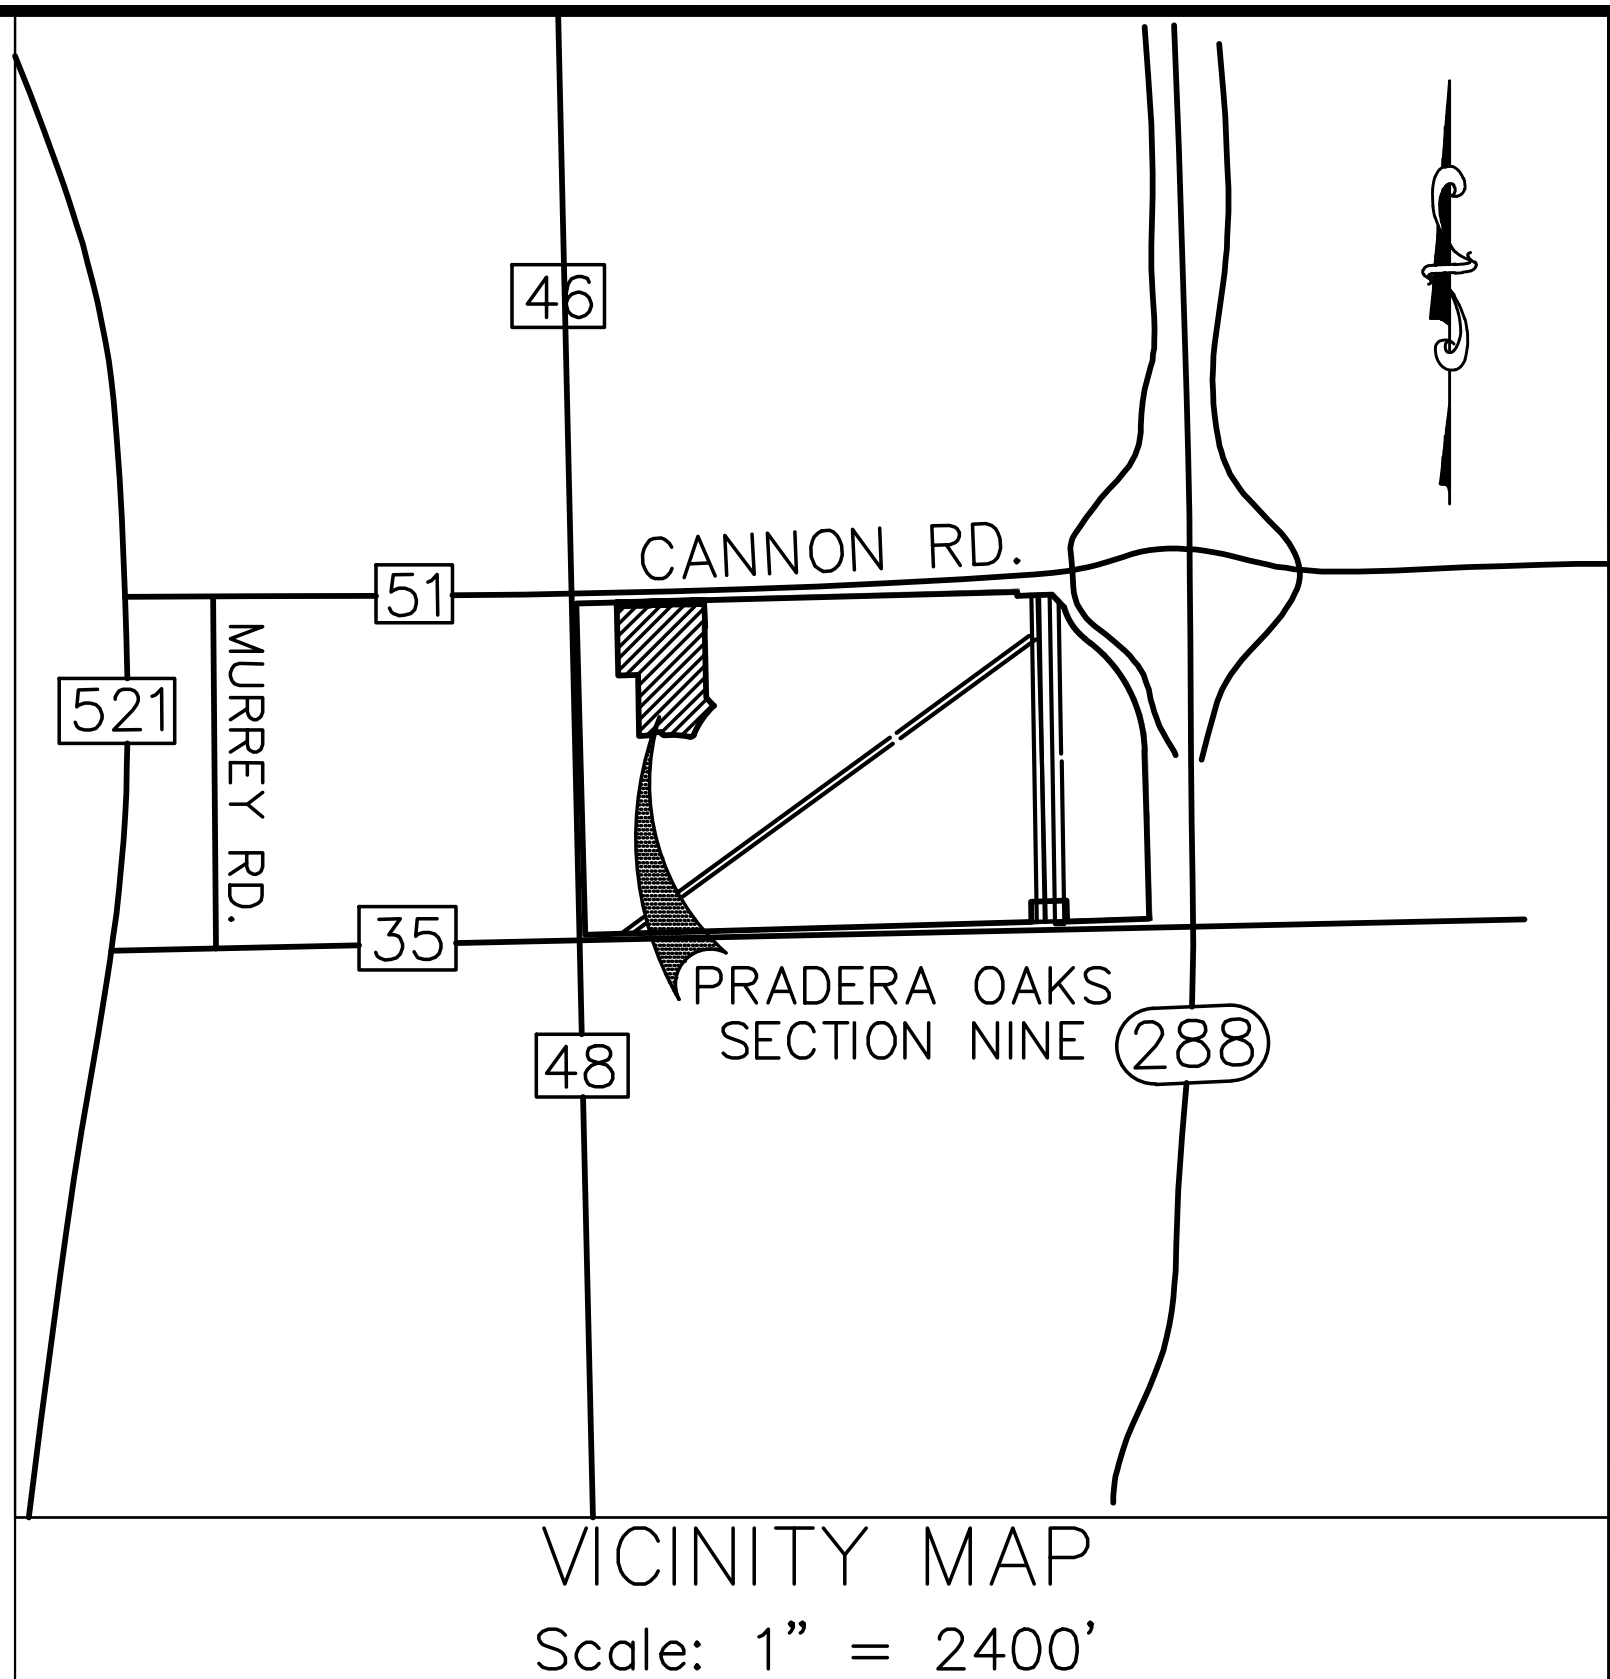 46
CANNON RD.
51
MURREY RD.
521
35
PRADERA OAKS
SECTION NINE
288
48
VICINITY MAP
Scale: 1” = 2400’